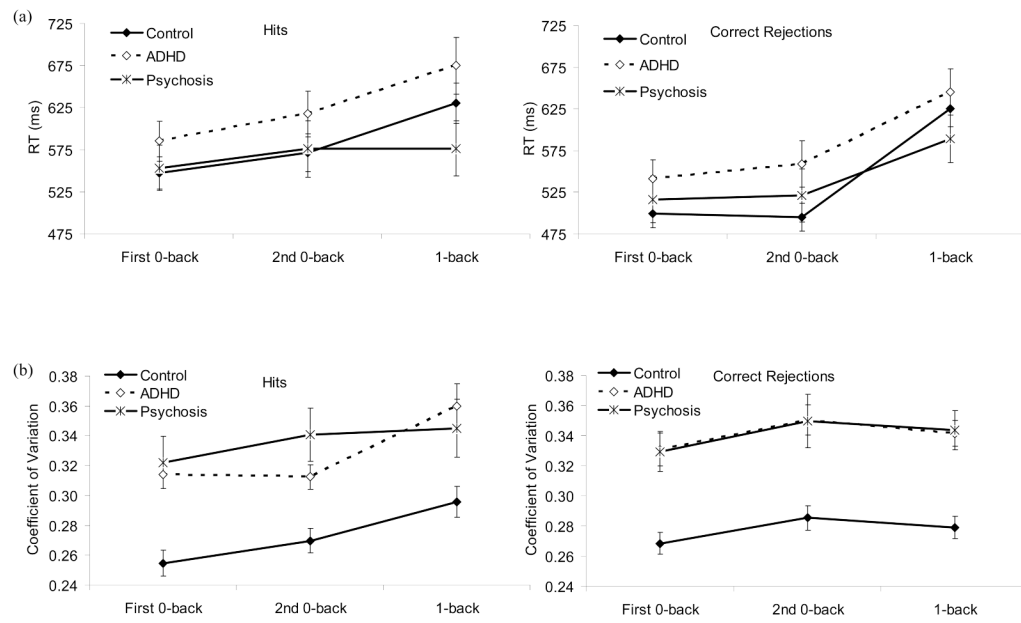 (a)
Hits
Control
ADHD
Psychosis
RT (ms)
725
675
625
575
525
475
First 0-back
2nd 0-back
1-back
Correct Rejections
Control
ADHD
Psychosis
RT (ms)
725
675
625
575
525
475
First 0-back
2nd 0-back
1-back
(b)
Hits
Control
ADHD
Psychosis
Coefficient of Variation
0.38
0.36
0.34
0.32
0.30
0.28
0.26
0.24
First 0-back
2nd 0-back
1-back
Correct Rejections
Control
ADHD
Psychosis
Coefficient of Variation
0.38
0.36
0.34
0.32
0.30
0.28
0.26
0.24
First 0-back
2nd 0-back
1-back